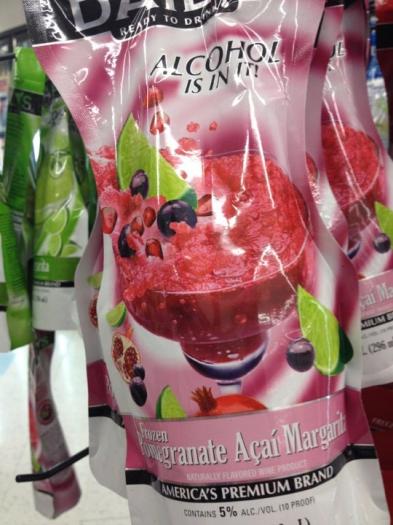 READY TO DRINK
ALCOHOL
IS IN IT!
Frozen
Pomegranate Açaí Margarita
NATURALLY FLAVORED WINE PRODUCT
AMERICA'S PREMIUM BRAND
CONTAINS 5% ALC./VOL. (10 PROOF)